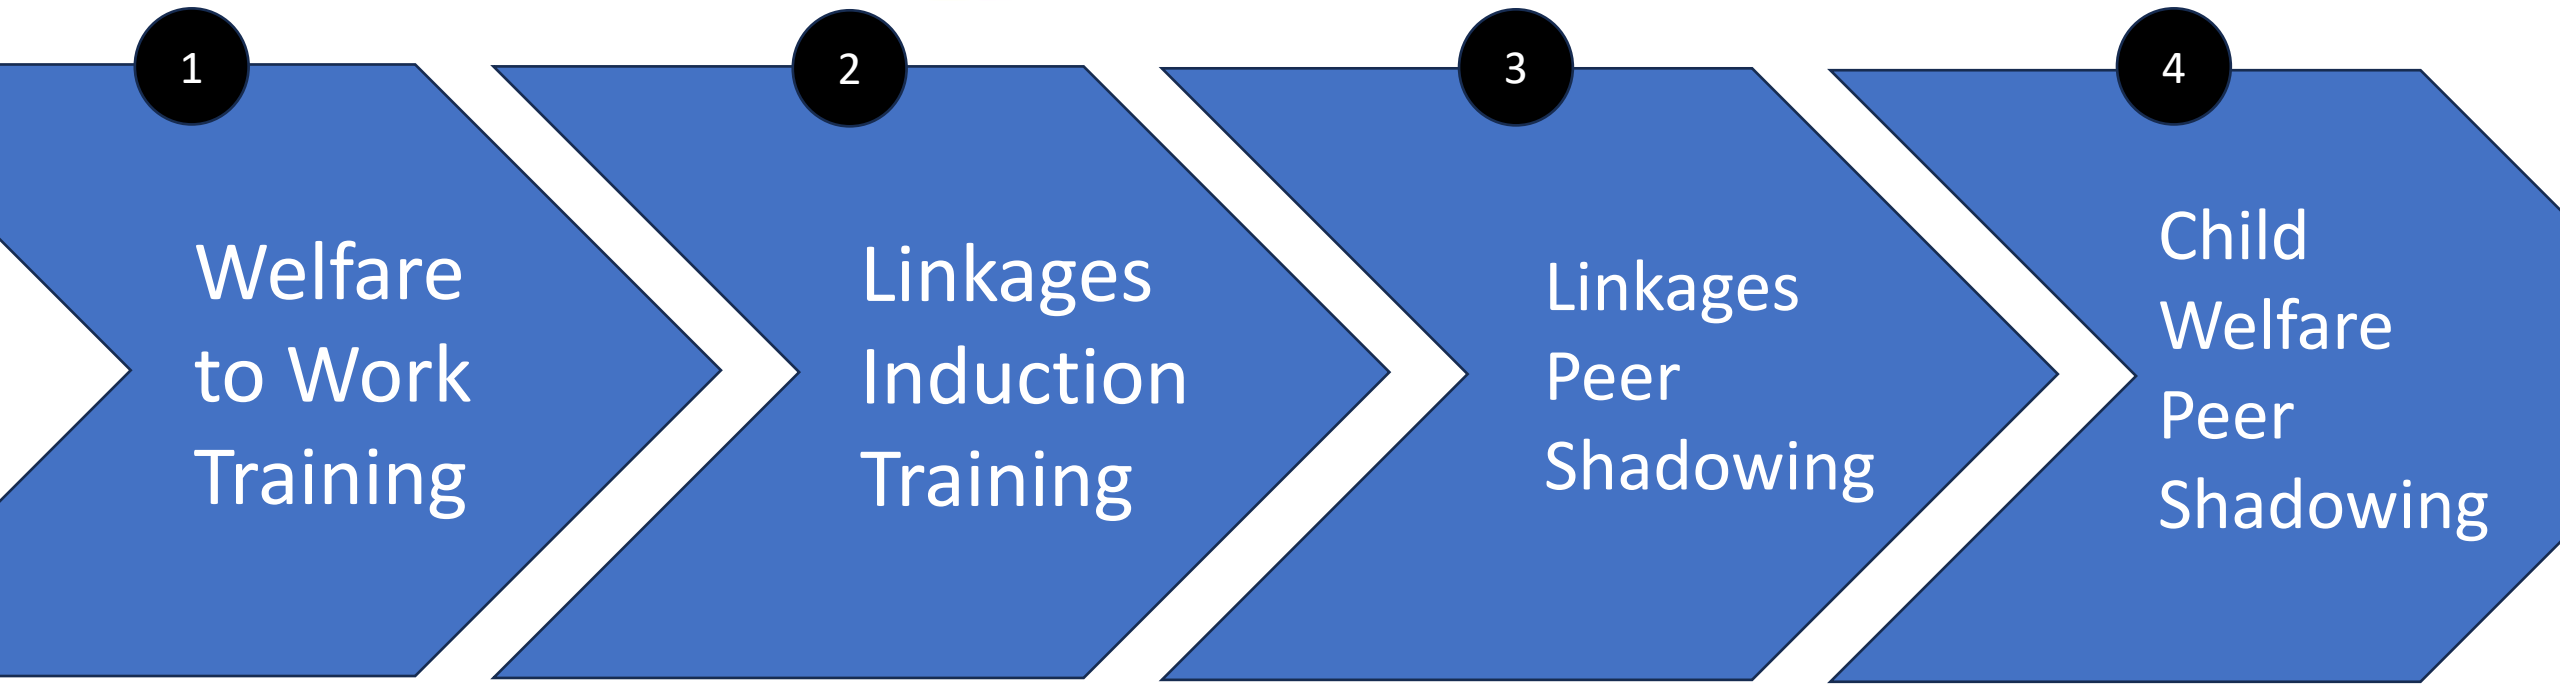 1
Welfare
to Work
Training
2
Linkages
Induction
Training
3
Linkages
Peer
Shadowing
4
Child
Welfare
Peer
Shadowing